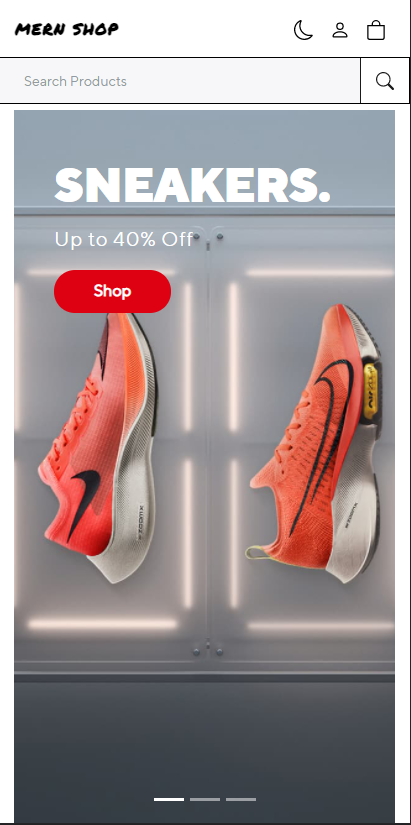 MERN SHOP
Search Products
SNEAKERS.
Up to 40% Off
Shop